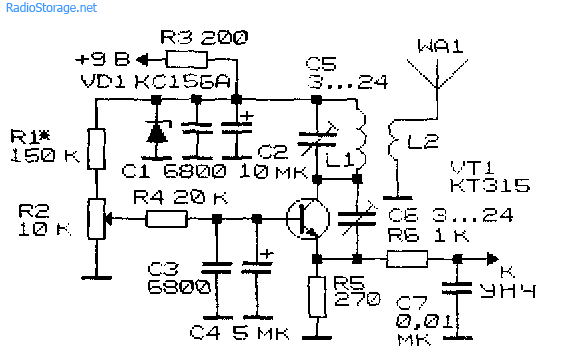 RadioStorage.net
R3 200
WA1
+9 В
C5
3...24
VD1 КС156А
R1*
150 К
+
C2
L1
L2
C1 6800 10 МК
VT1
КТ315
R2
10 К
R4 20 К
C6 3...24
R6 1 К
C3
6800
+
R5
270
К
УНЧ
C7
0,01
МК
C4 5 МК